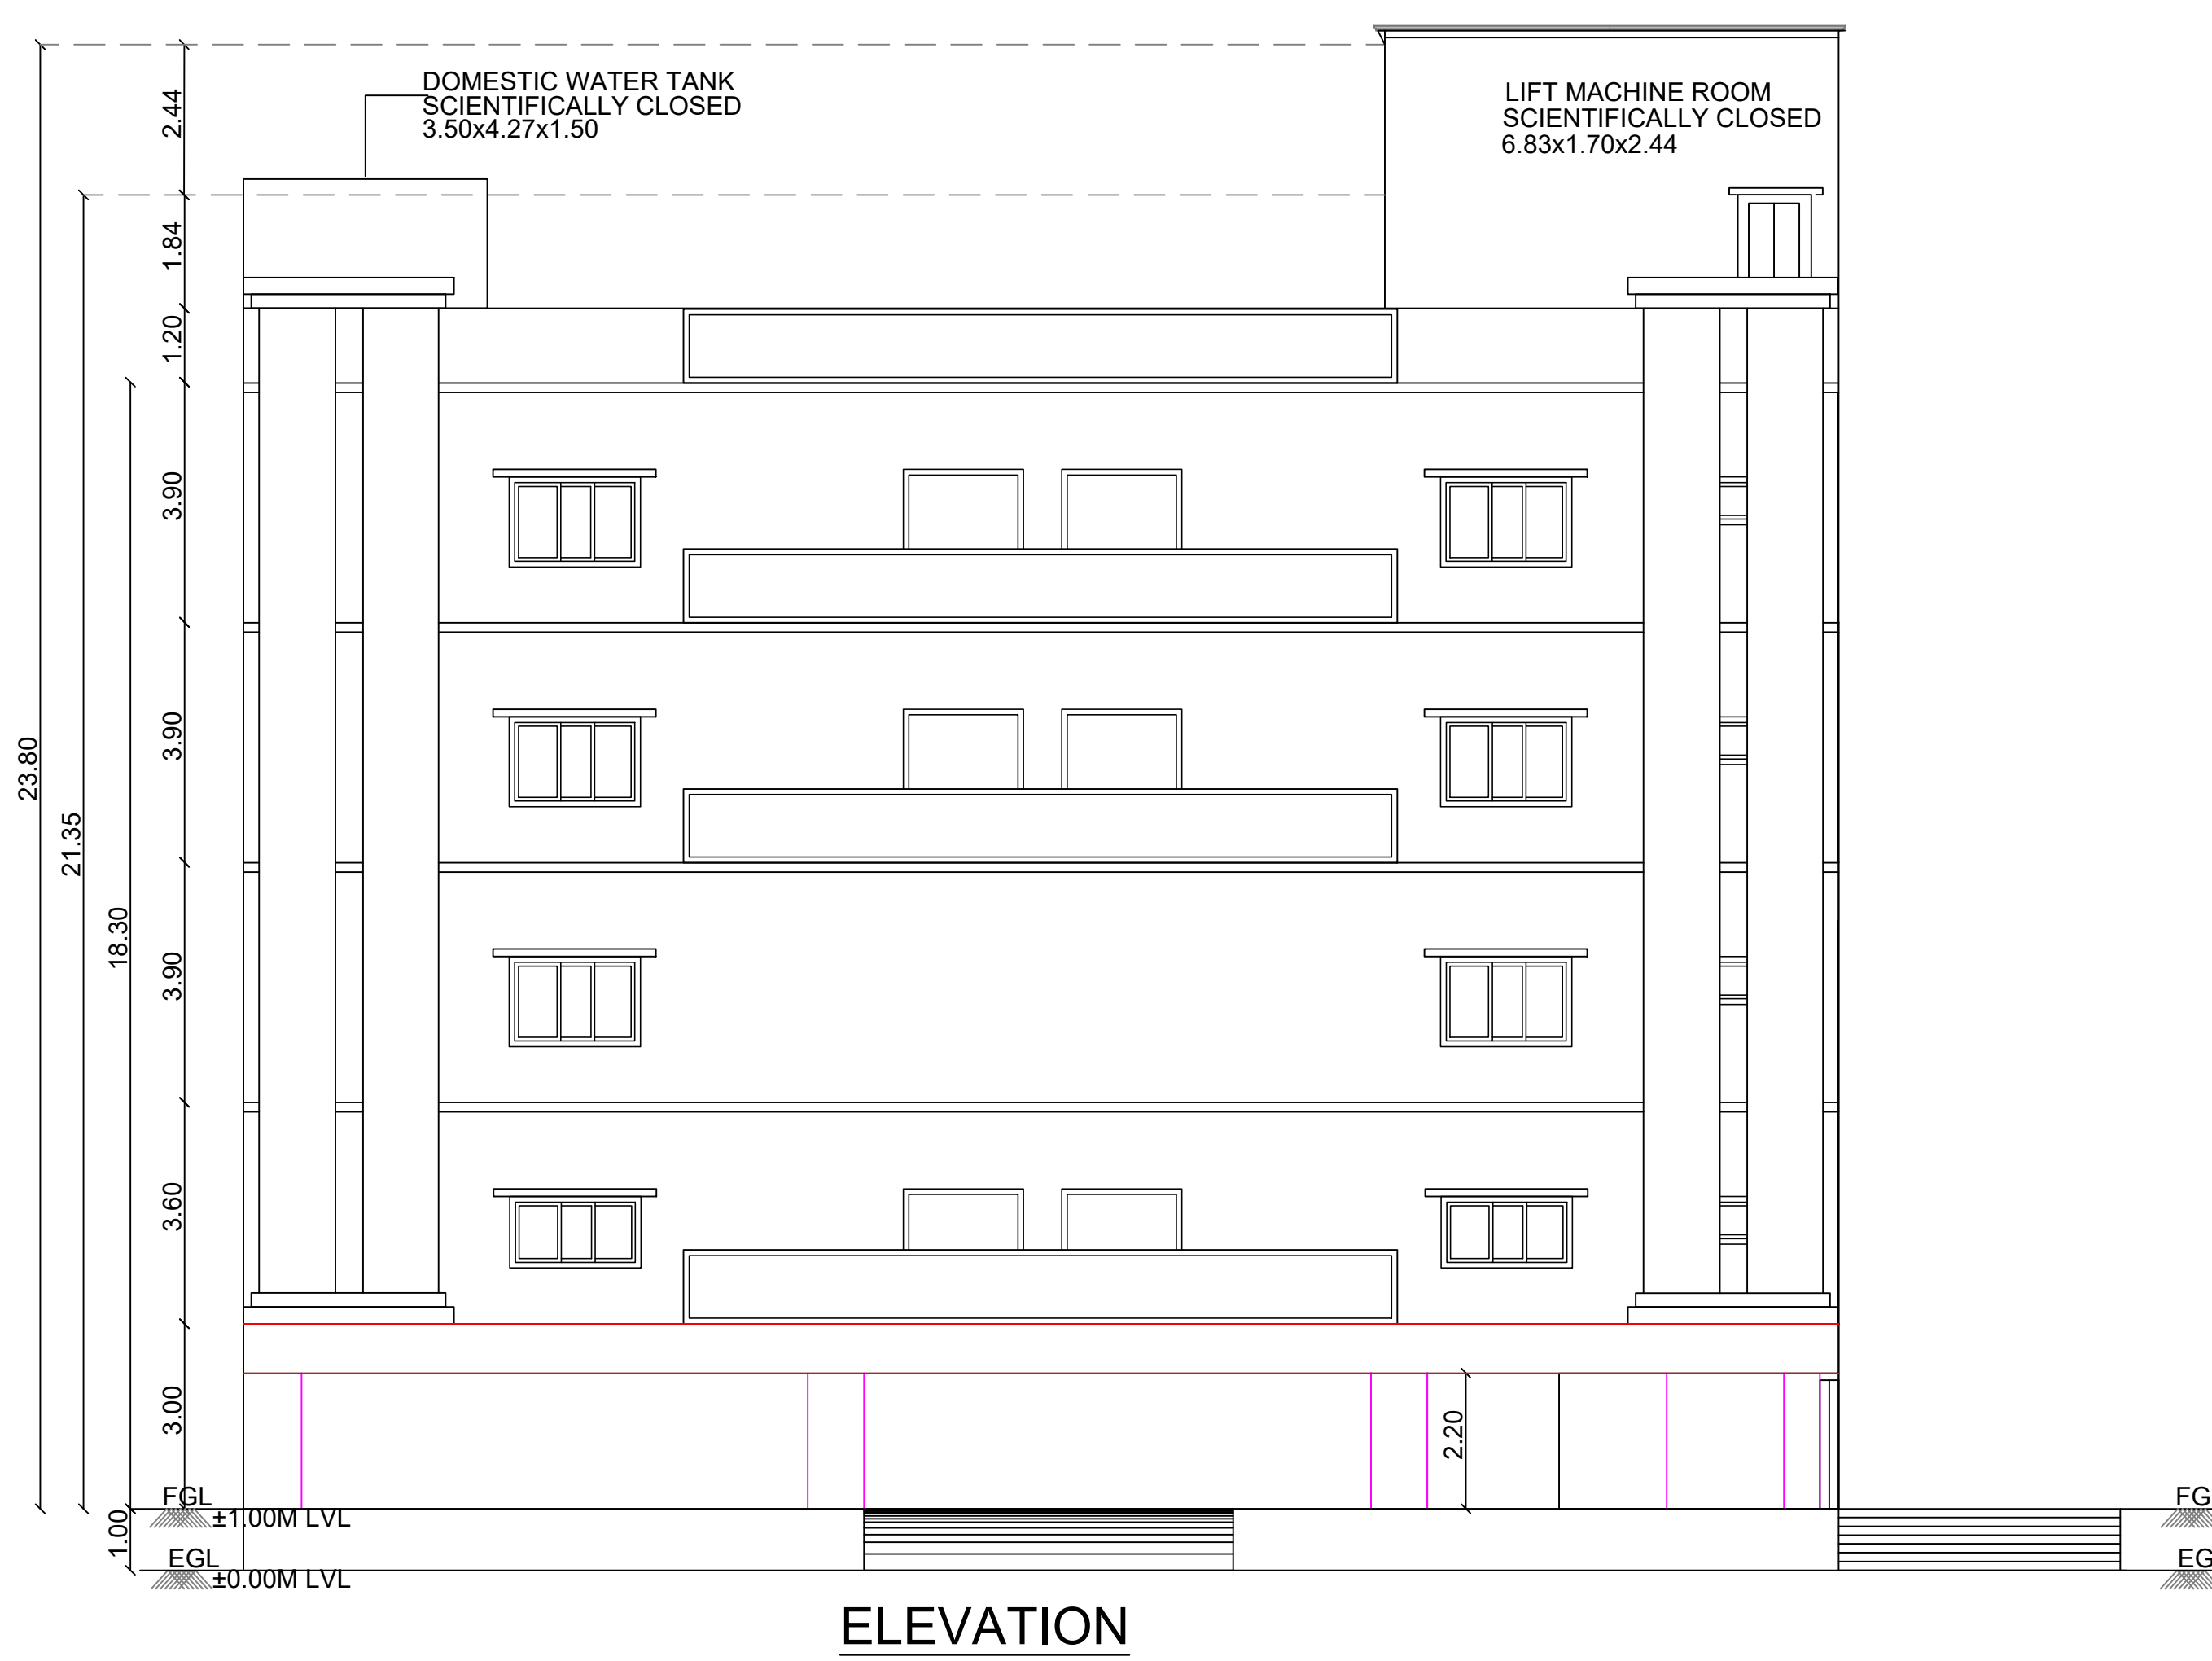 DOMESTIC WATER TANK
SCIENTIFICALLY CLOSED
3.50x4.27x1.50
LIFT MACHINE ROOM
SCIENTIFICALLY CLOSED
6.83x1.70x2.44
2.44
1.84
1.20
3.90
3.90
3.90
3.60
3.00
23.80
21.35
18.30
2.20
1.00
FGL
±1.00M LVL
EGL
±0.00M LVL
FG
EG
ELEVATION